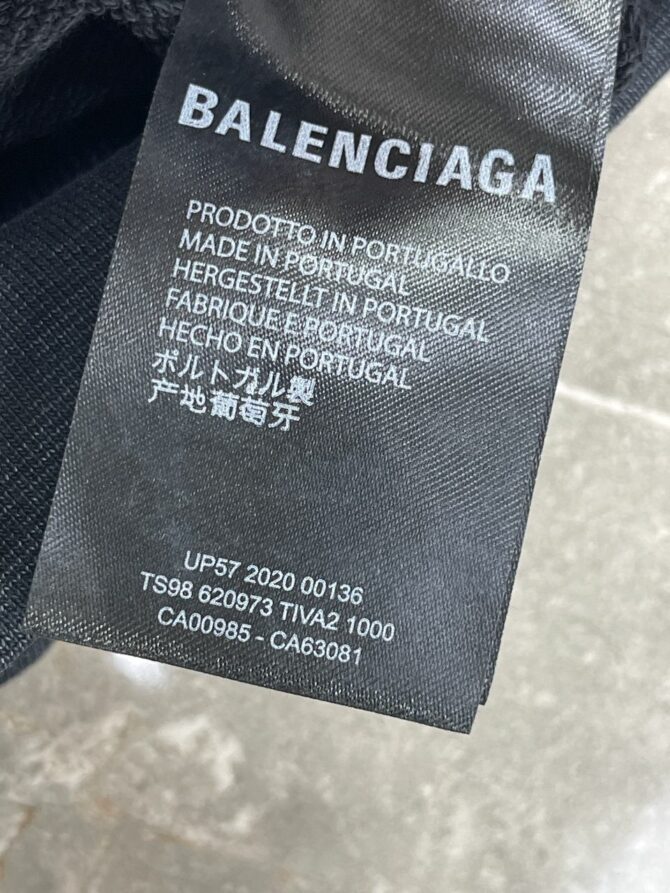 BALENCIAGA
PRODOTTO IN PORTUGALLO
MADE IN PORTUGAL
HERGESTELLT IN PORTUGAL
FABRIQUE E PORTUGAL
HECHO EN PORTUGAL
ポルトガル製
产地葡萄牙
UP57 2020 00136
TS98 620973 TIVA2 1000
CA00985 - CA63081